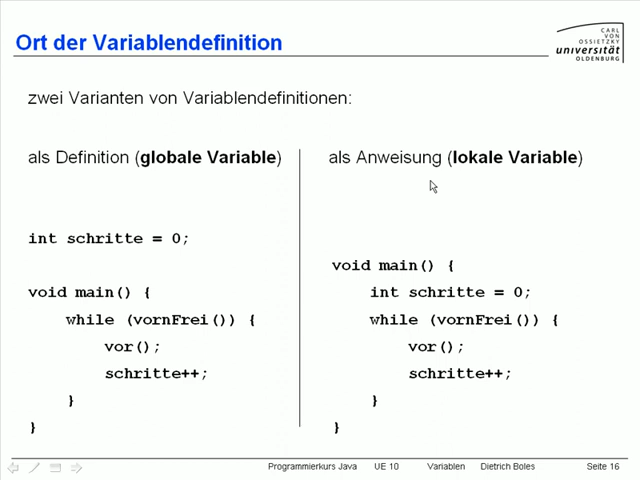 Ort der Variablendefinition
CARL
VON
OSSIETZKY
universität
OLDENBURG
zwei Varianten von Variablendefinitionen:
als Definition (globale Variable)
int schritte = 0;
void main() {
while (vornFrei()) {
vor();
schritte++;
}
}
als Anweisung (lokale Variable)
void main() {
int schritte = 0;
while (vornFrei()) {
vor();
schritte++;
}
}
Programmierkurs Java UE 10 Variablen Dietrich Boles Seite 16